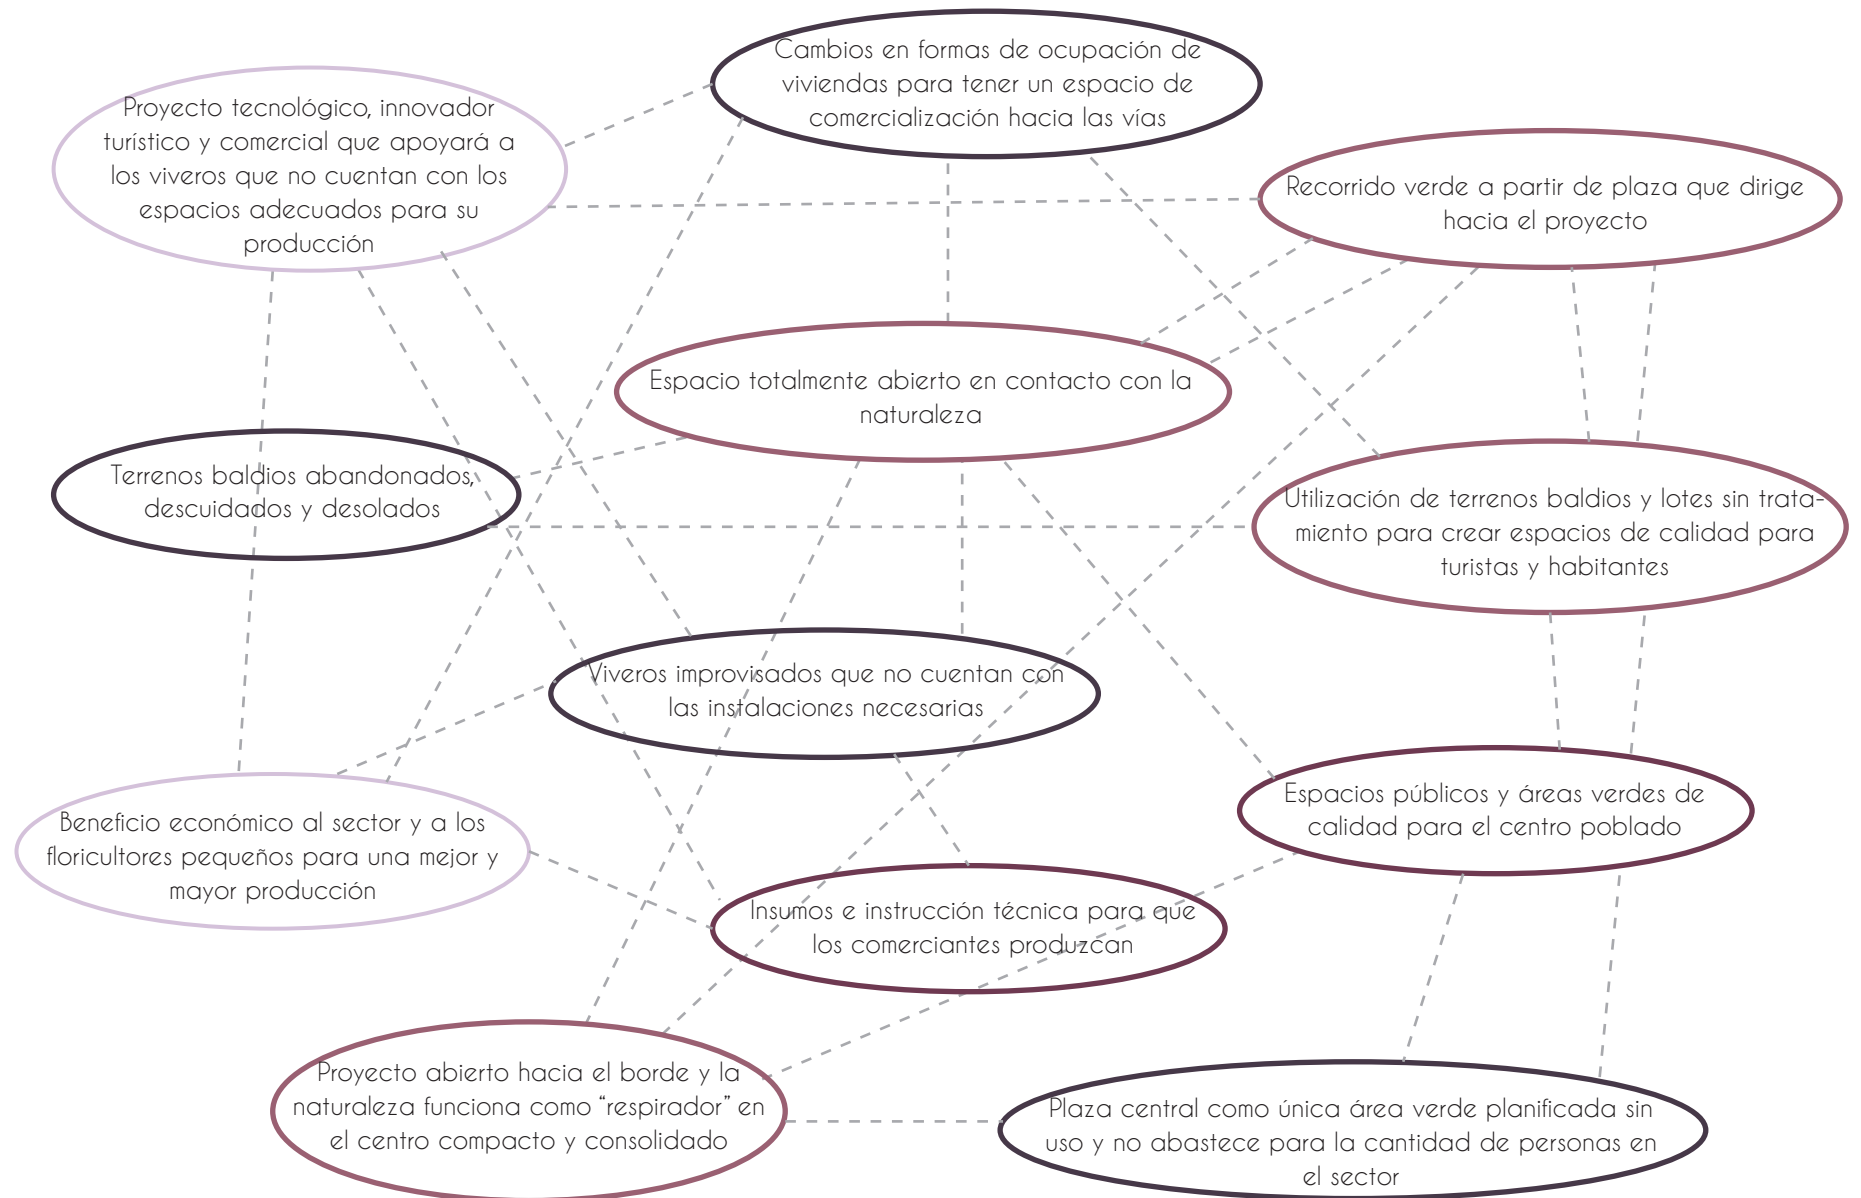 Cambios en formas de ocupación de
viviendas para tener un espacio de
comercialización hacia las vías
Proyecto tecnológico, innovador
turístico y comercial que apoyará a
los viveros que no cuentan con los
espacios adecuados para su
producción
Recorrido verde a partir de plaza que dirige
hacia el proyecto
Espacio totalmente abierto en contacto con la
naturaleza
Terrenos baldios abandonados,
descuidados y desolados
Utilización de terrenos baldios y lotes sin trata-
miento para crear espacios de calidad para
turistas y habitantes
Viveros improvisados que no cuentan con
las instalaciones necesarias
Espacios públicos y áreas verdes de
calidad para el centro poblado
Beneficio económico al sector y a los
floricultores pequeños para una mejor y
mayor producción
Insumos e instrucción técnica para que
los comerciantes produzcan
Proyecto abierto hacia el borde y la
naturaleza funciona como “respirador” en
el centro compacto y consolidado
Plaza central como única área verde planificada sin
uso y no abastece para la cantidad de personas en
el sector